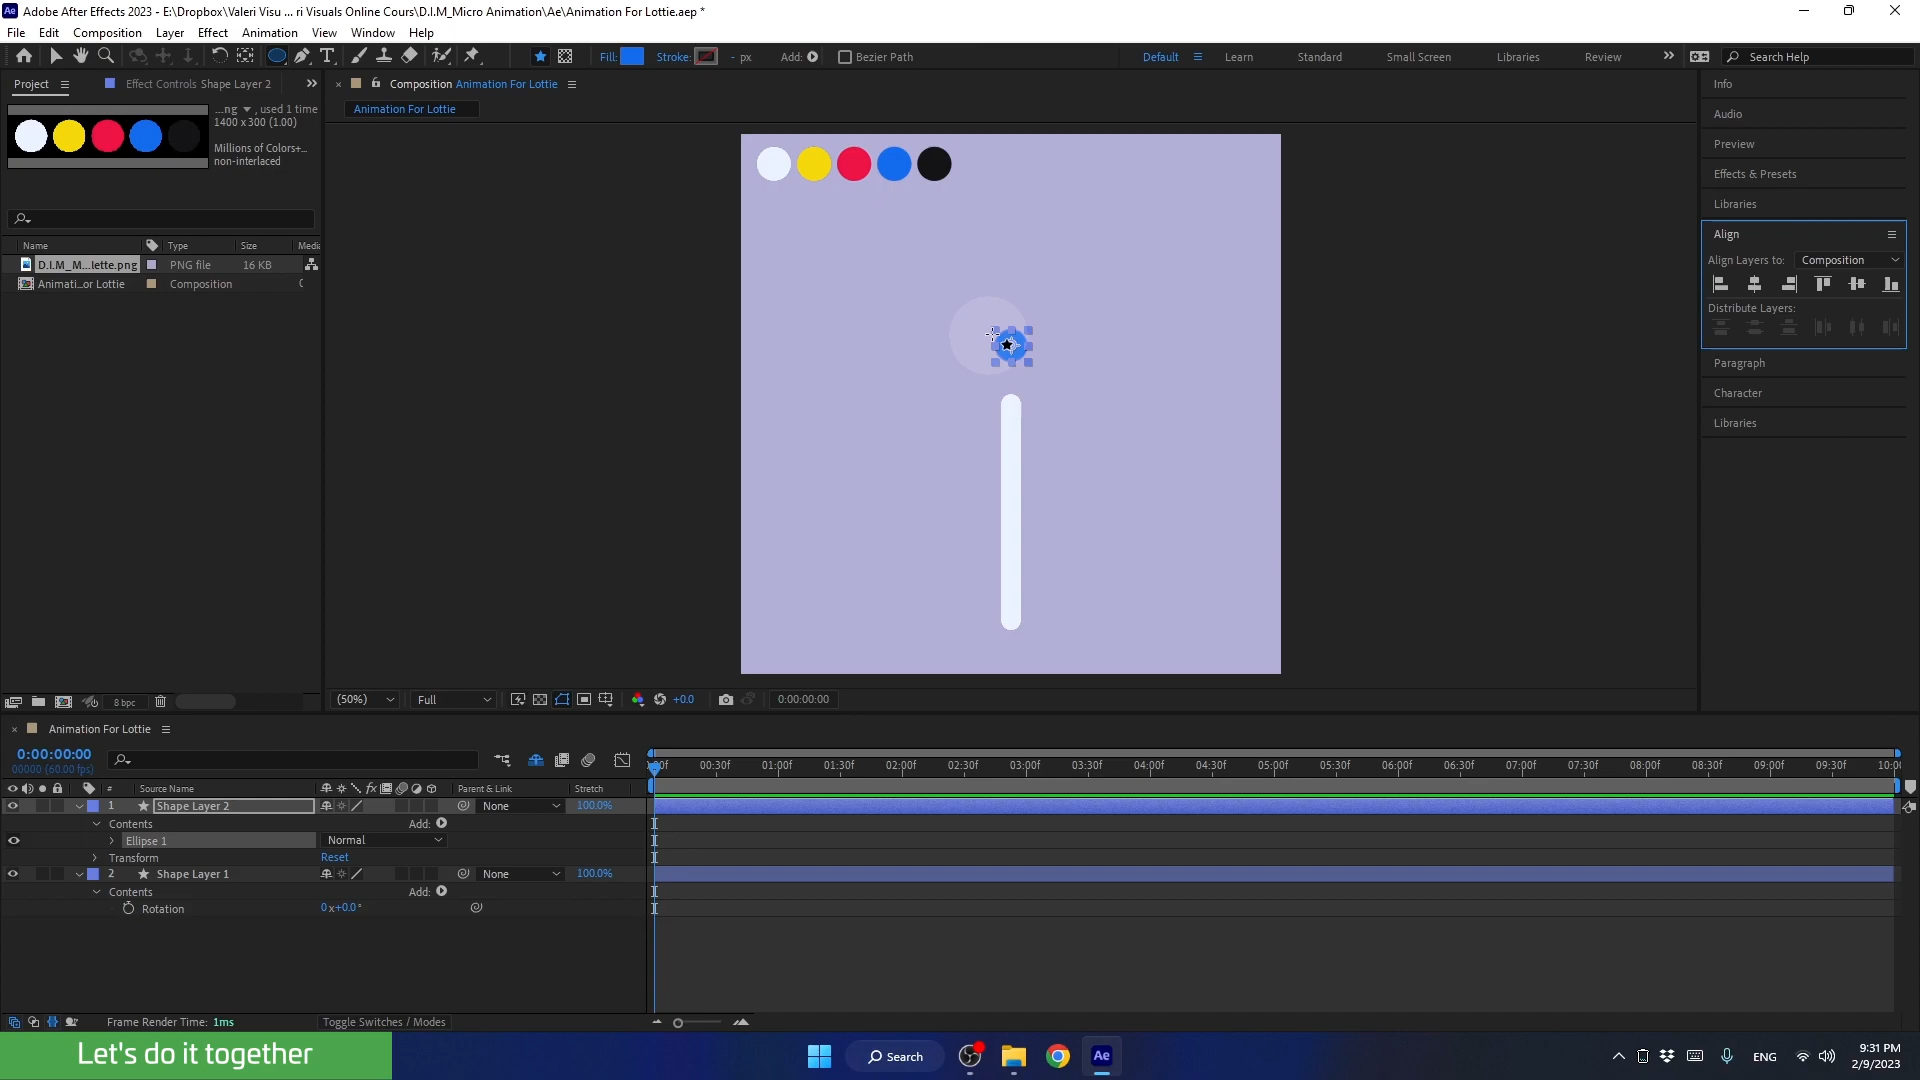 Adobe After Effects 2023 - E:\Dropbox\Valeri Visu ... ri Visuals Online Cours\D.I.M_Micro Animation\Ae\Animation For Lottie.aep *
File Edit Composition Layer Effect Animation View Window Help
Fill: Stroke: - px Add: Bezier Path Default Learn Standard Small Screen Libraries Review Search Help
Project Effect Controls Shape Layer 2
Composition Animation For Lottie
Animation For Lottie
...ng , used 1 time
1400 x 300 (1.00)
Millions of Colors+...
non-interlaced
Name Type Size Media
D.I.M_M...lette.png PNG file 16 KB
Animati...or Lottie Composition
Info
Audio
Preview
Effects & Presets
Libraries
Align
Align Layers to: Composition
Distribute Layers:
Paragraph
Character
Libraries
8 bpc
(50%) Full +0.0 0:00:00:00
Animation For Lottie
0:00:00:00
00000 (60.00 fps)
00:30f 01:00f 01:30f 02:00f 02:30f 03:00f 03:30f 04:00f 04:30f 05:00f 05:30f 06:00f 06:30f 07:00f 07:30f 08:00f 08:30f 09:00f 09:30f
# Source Name Parent & Link Stretch
1 Shape Layer 2 None 100.0%
Contents Add:
Ellipse 1 Normal
Transform Reset
2 Shape Layer 1 None 100.0%
Contents Add:
Rotation 0x+0.0°
Frame Render Time: 1ms Toggle Switches / Modes
Let's do it together
Search
Ae
ENG
9:31 PM
2/9/2023